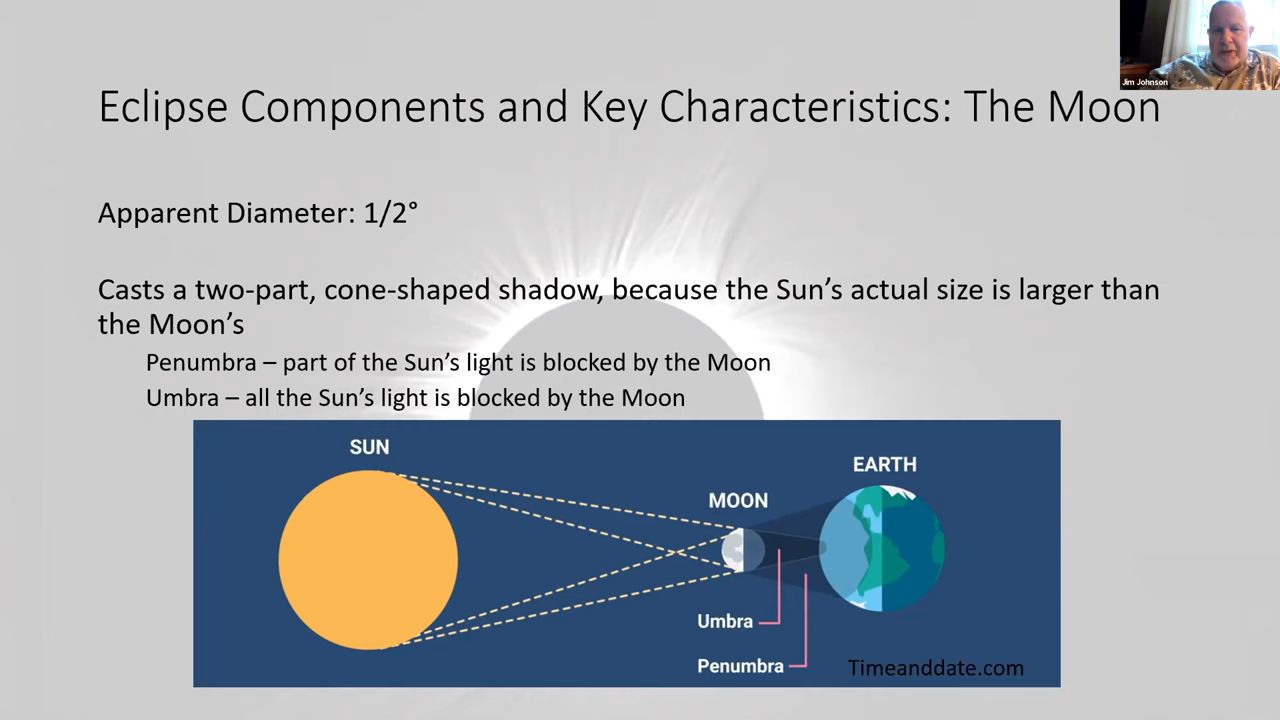 Jim Johnson
Eclipse Components and Key Characteristics: The Moon
Apparent Diameter: 1/2°
Casts a two-part, cone-shaped shadow, because the Sun’s actual size is larger than
the Moon’s
Penumbra – part of the Sun’s light is blocked by the Moon
Umbra – all the Sun’s light is blocked by the Moon
SUN
EARTH
MOON
Umbra
Penumbra
Timeanddate.com